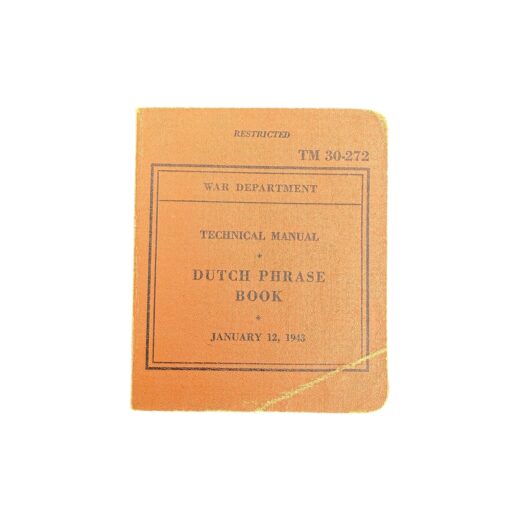 RESTRICTED
TM 30-272
WAR DEPARTMENT
TECHNICAL MANUAL
*
DUTCH PHRASE
BOOK
*
JANUARY 12, 1943